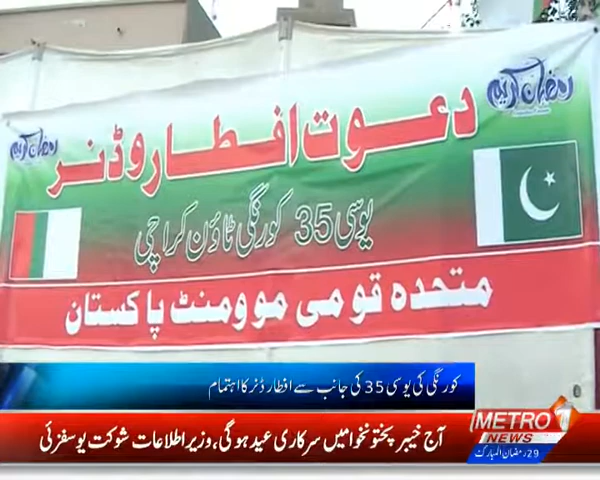 رمضان کریم
رمضان کریم
دعوت افطار و ڈنر
یوسی 35 کورنگی ٹاؤن کراچی
متحدہ قومی موومنٹ پاکستان
کورنگی کی یوسی 35 کی جانب سے افطار ڈنر کا اہتمام
آج خیبر پختونخوا میں سرکاری عید ہوگی، وزیر اطلاعات شوکت یوسفزئی
METRO 1
NEWS
29 رمضان المبارک